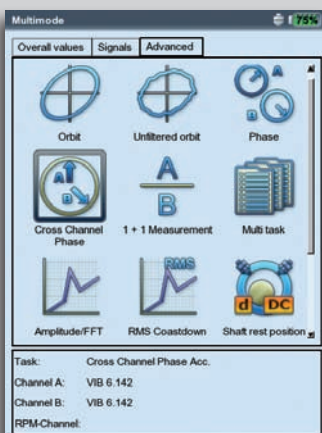 Multimode
75%
Overall values Signals Advanced
A
B
Orbit Unfiltered orbit Phase
A
B
A
B
Cross Channel Phase
1 + 1 Measurement
Multi task
RMS
d DC
Amplitude/FFT RMS Coastdown Shaft rest position
Task: Cross Channel Phase Acc.
Channel A: VIB 6.142
Channel B: VIB 6.142
RPM-Channel: